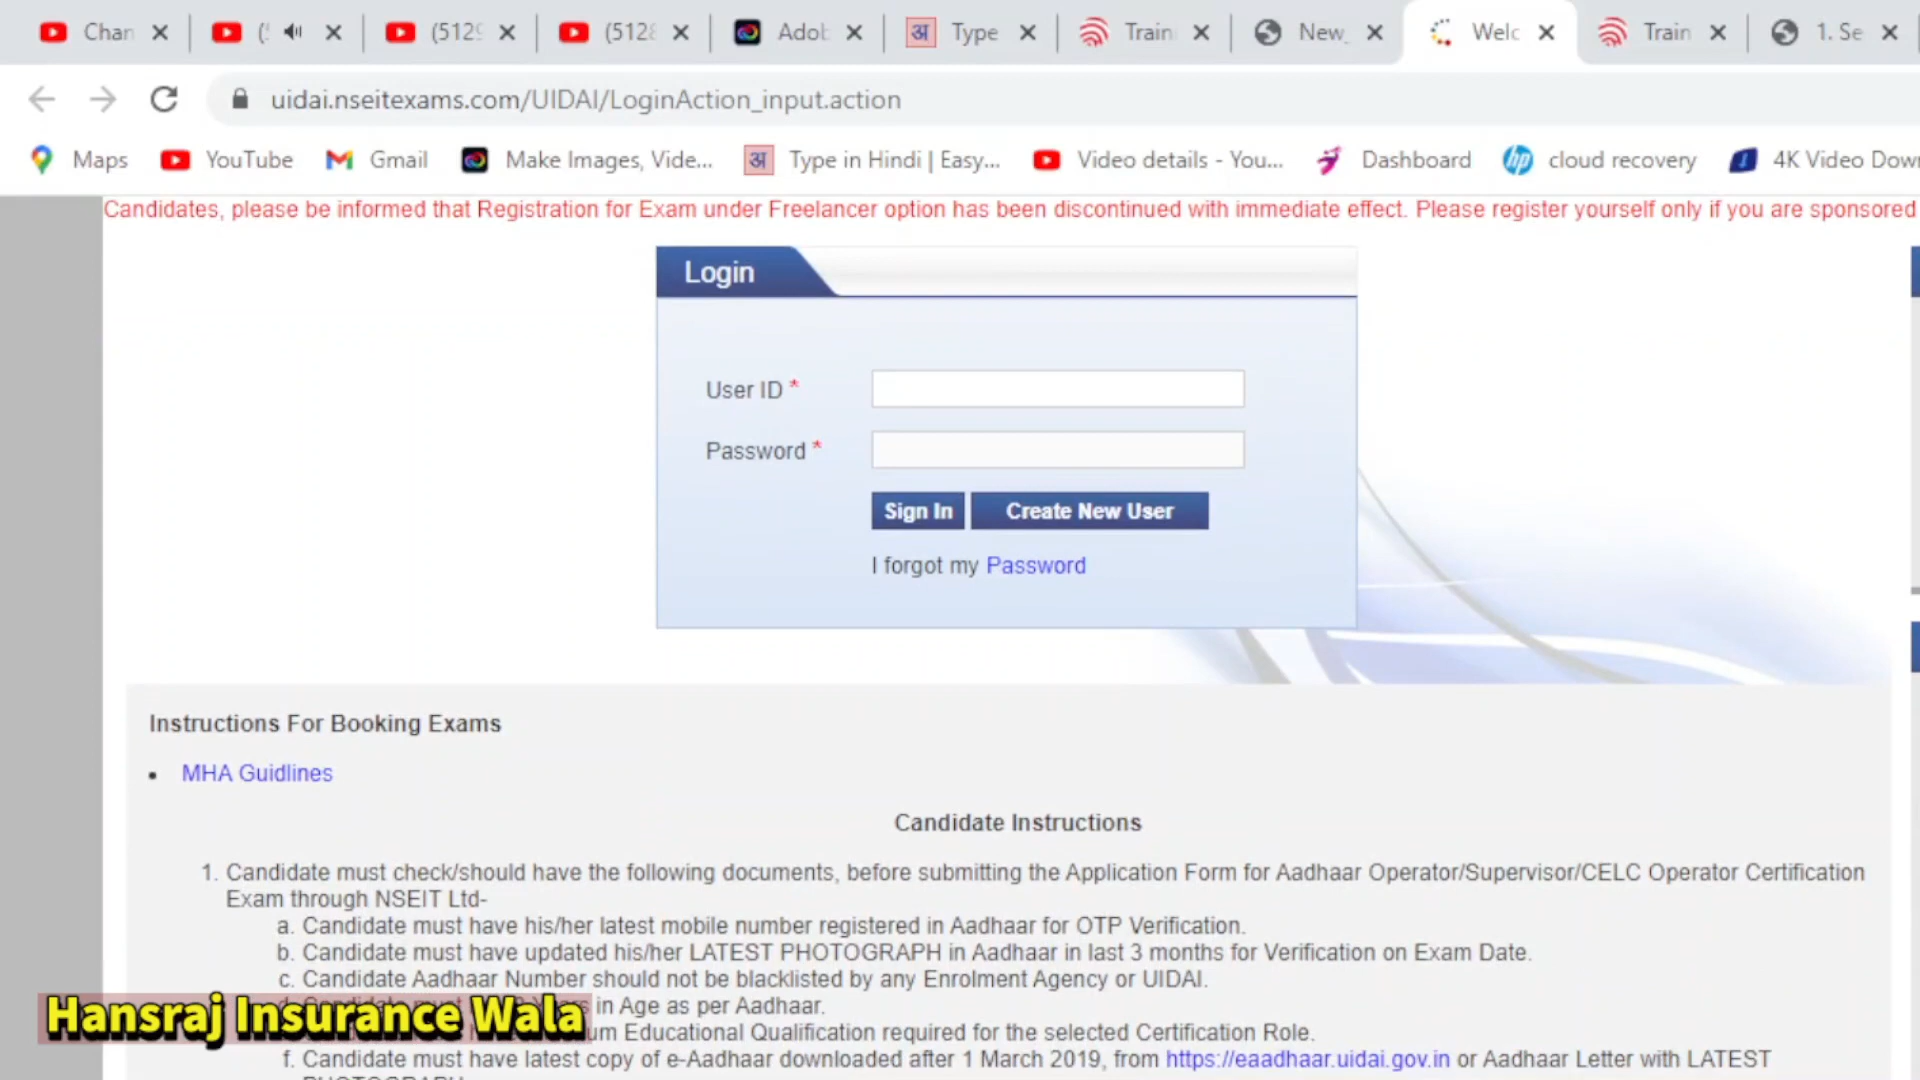 Chan
(5
(512
(512
Adob
अ Type
Train
New
Welc
Train
1. Se
uidai.nseitexams.com/UIDAI/LoginAction_input.action
Maps YouTube Gmail Make Images, Vide... अ Type in Hindi | Easy... Video details - You... Dashboard hp cloud recovery 4K Video Dow
Candidates, please be informed that Registration for Exam under Freelancer option has been discontinued with immediate effect. Please register yourself only if you are sponsored
Login
User ID *
Password *
Sign In Create New User
I forgot my Password
Instructions For Booking Exams
• MHA Guidlines
Candidate Instructions
1. Candidate must check/should have the following documents, before submitting the Application Form for Aadhaar Operator/Supervisor/CELC Operator Certification
Exam through NSEIT Ltd-
a. Candidate must have his/her latest mobile number registered in Aadhaar for OTP Verification.
b. Candidate must have updated his/her LATEST PHOTOGRAPH in Aadhaar in last 3 months for Verification on Exam Date.
c. Candidate Aadhaar Number should not be blacklisted by any Enrolment Agency or UIDAI.
in Age as per Aadhaar.
Hansraj Insurance Wala
um Educational Qualification required for the selected Certification Role.
f. Candidate must have latest copy of e-Aadhaar downloaded after 1 March 2019, from https://eaadhaar.uidai.gov.in or Aadhaar Letter with LATEST